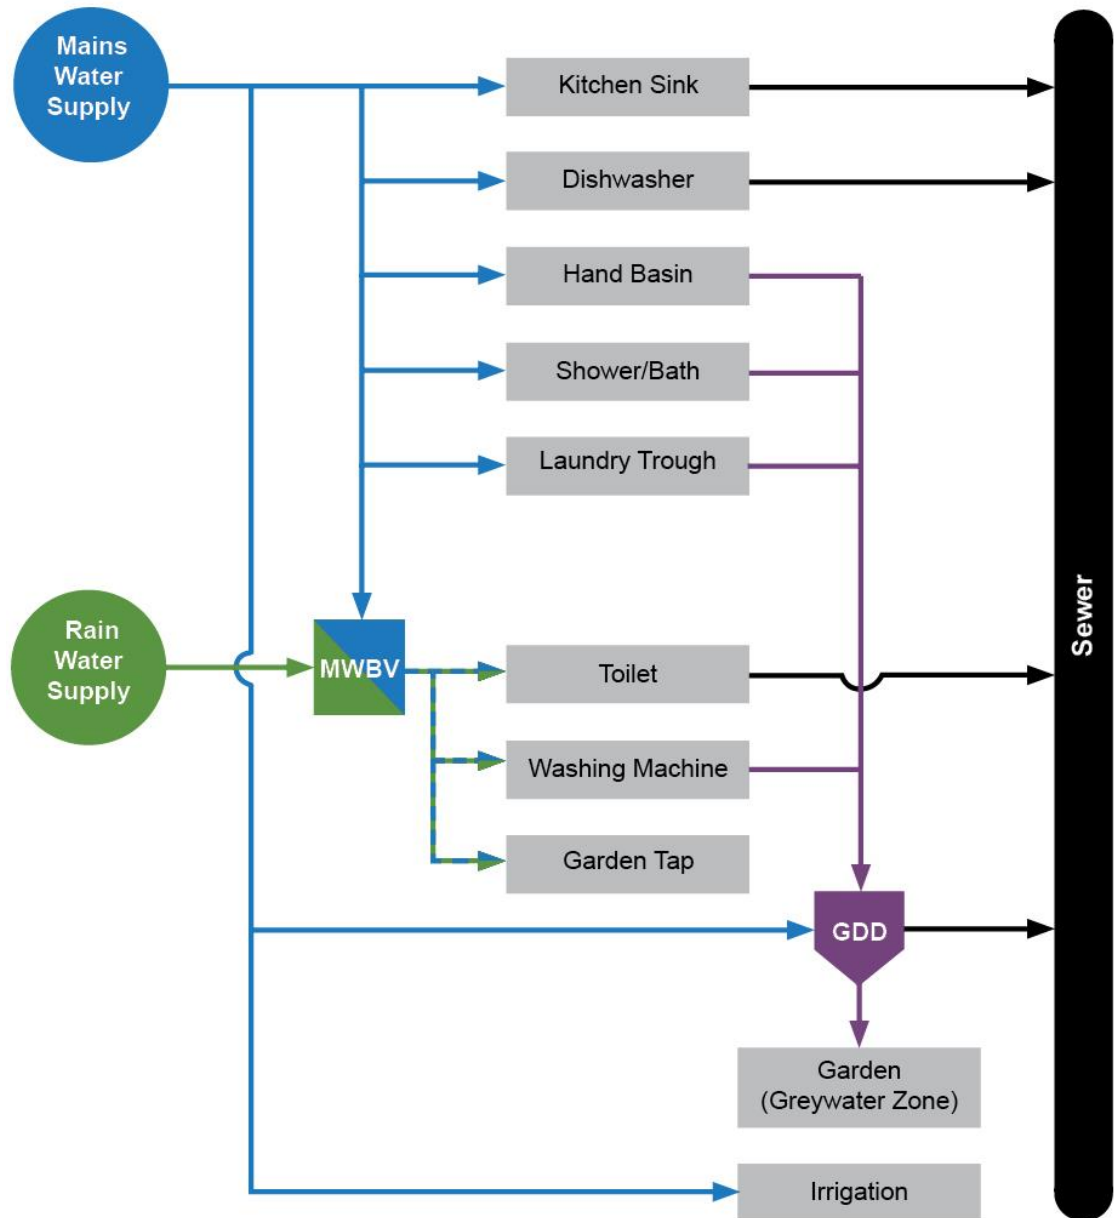 Mains
Water
Supply
Kitchen Sink
Dishwasher
Hand Basin
Shower/Bath
Laundry Trough
Rain
Water
Supply
MWBV
Toilet
Washing Machine
Garden Tap
GDD
Garden
(Greywater Zone)
Irrigation
Sewer